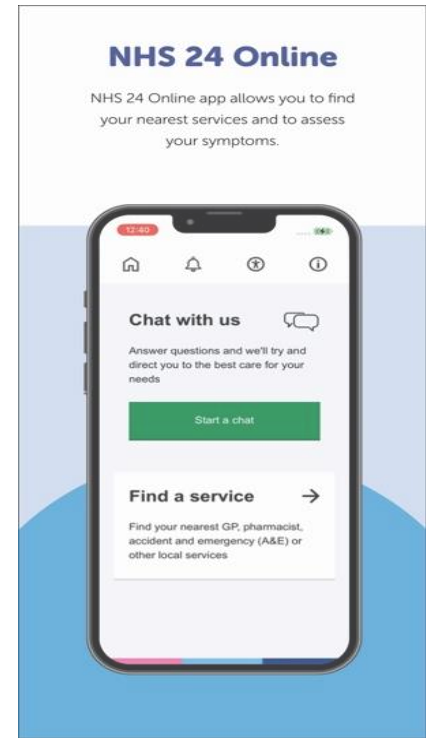 NHS 24 Online
NHS 24 Online app allows you to find
your nearest services and to assess
your symptoms.
12:40
Chat with us
Answer questions and we'll try and
direct you to the best care for your
needs
Start a chat
Find a service
Find your nearest GP, pharmacist,
accident and emergency (A&E) or
other local services